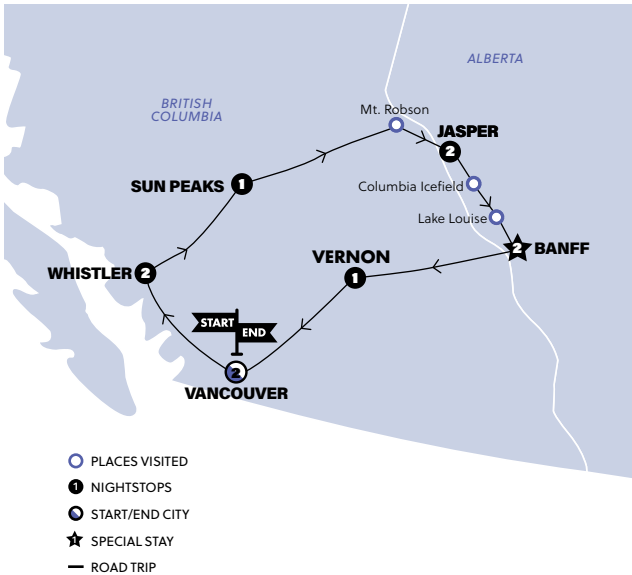 ALBERTA
BRITISH
COLUMBIA
Mt. Robson
JASPER
2
SUN PEAKS
1
Columbia Icefield
Lake Louise
BANFF
2
VERNON
1
WHISTLER
2
START
END
2
VANCOUVER
PLACES VISITED
1 NIGHTSTOPS
START/END CITY
1 SPECIAL STAY
ROAD TRIP